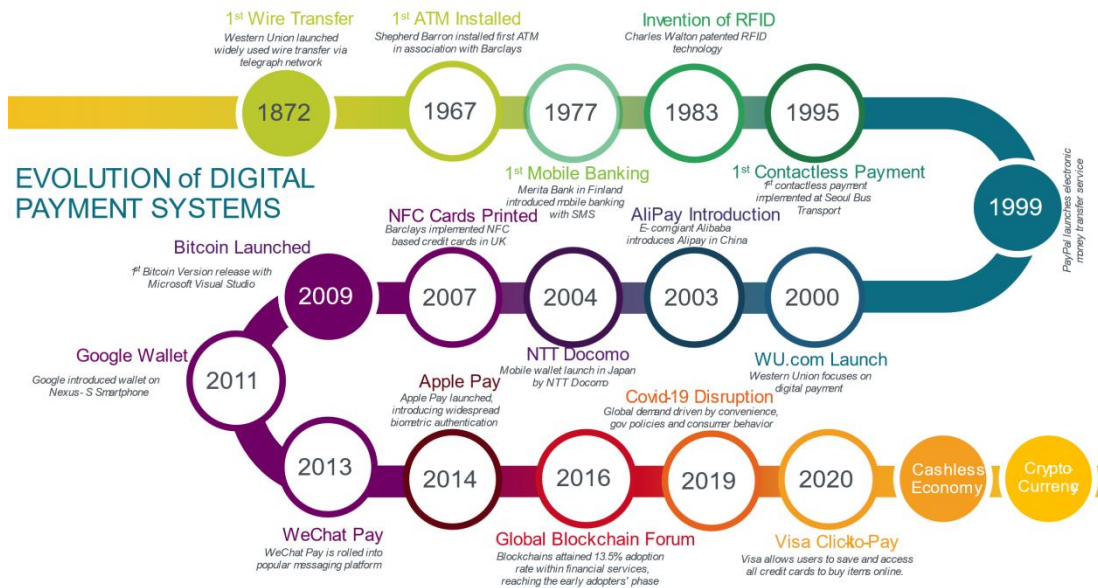 1st Wire Transfer
Western Union launched
widely used wire transfer via
telegraph network
1872
1st ATM Installed
Shepherd Barron installed first ATM
in association with Barclays
1967
1977
1st Mobile Banking
Merita Bank in Finland
introduced mobile banking
with SMS
Invention of RFID
Charles Walton patented RFID
technology
1983
1995
1st Contactless Payment
1st contactless payment
implemented at Seoul Bus
Transport
EVOLUTION of DIGITAL
PAYMENT SYSTEMS
1999
PayPal launches electronic
money transfer service
2000
WU.com Launch
Western Union focuses on
digital payment
AliPay Introduction
E-comgiant Alibaba
introduces Alipay in China
2003
2004
NTT Docomo
Mobile wallet launch in Japan
by NTT Docomo
NFC Cards Printed
Barclays implemented NFC
based credit cards in UK
2007
Bitcoin Launched
1st Bitcoin Version release with
Microsoft Visual Studio
2009
Google Wallet
Google introduced wallet on
Nexus-S Smartphone
2011
2013
WeChat Pay
WeChat Pay is rolled into
popular messaging platform
Apple Pay
Apple Pay launched,
introducing widespread
biometric authentication
2014
2016
Global Blockchain Forum
Blockchains attained 13.5% adoption
rate within financial services,
reaching the early adopters' phase
Covid-19 Disruption
Global demand driven by convenience,
gov policies and consumer behavior
2019
2020
Visa Click-to-Pay
Visa allows users to save and access
all credit cards to buy items online.
Cashless
Economy
Crypto-
Currency